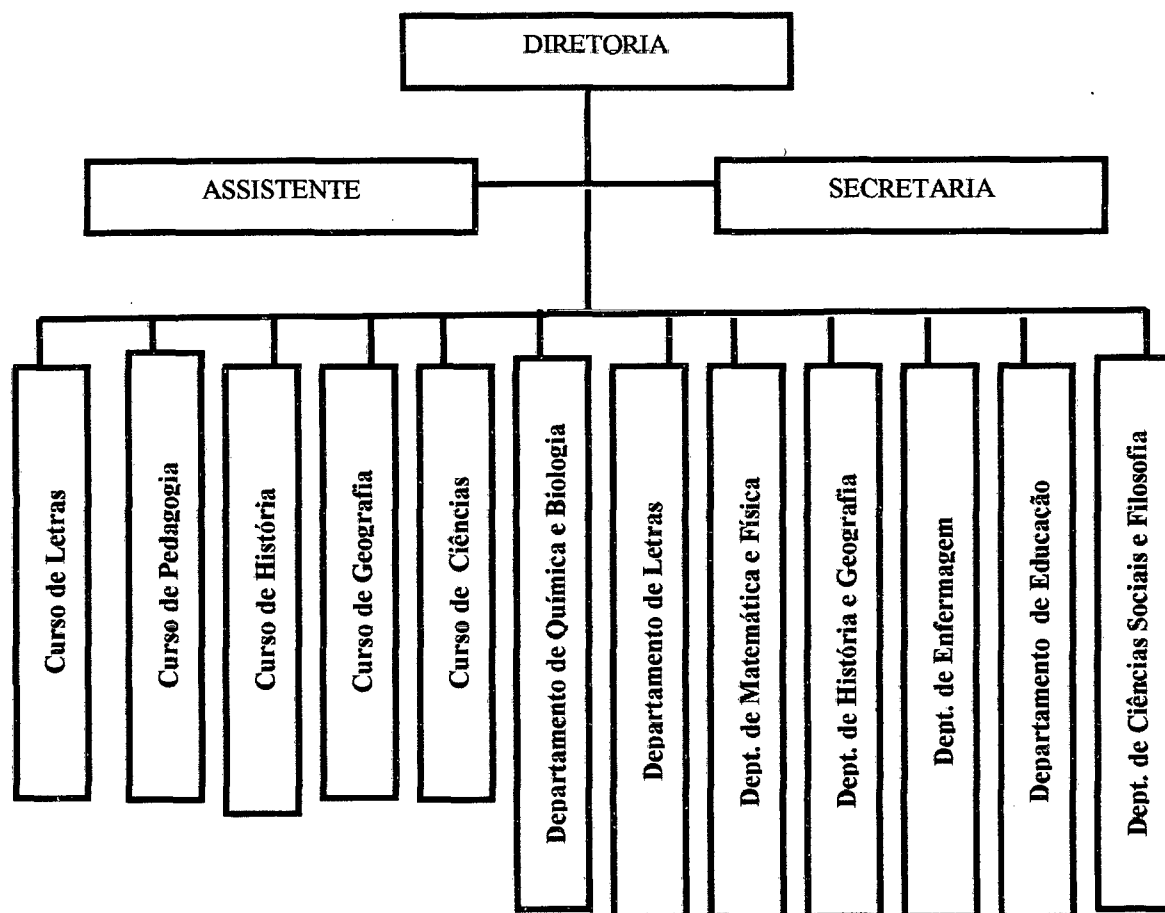 DIRETORIA
ASSISTENTE
SECRETARIA
Curso de Letras
Curso de Pedagogia
Curso de História
Curso de Geografia
Curso de Ciências
Departamento de Química e Biologia
Departamento de Letras
Dept. de Matemática e Física
Dept. de História e Geografia
Dept. de Enfermagem
Departamento de Educação
Dept. de Ciências Sociais e Filosofia